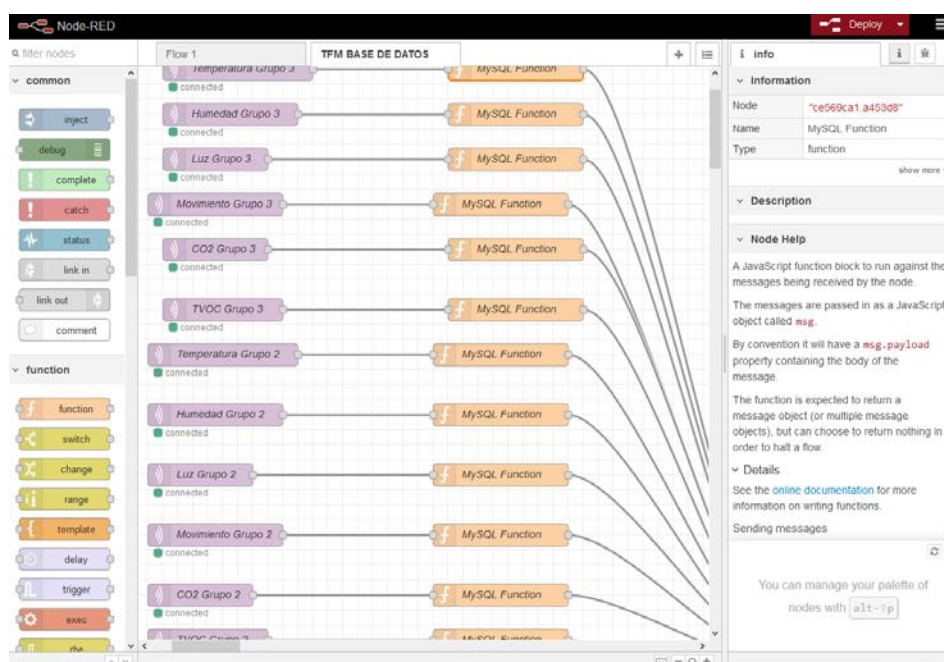 Node-RED
Deploy
filter nodes
common
inject
debug
complete
catch
status
link in
link out
comment
function
function
switch
change
range
template
delay
trigger
exec
rbe
Flow 1
TFM BASE DE DATOS
Temperatura Grupo 3
MySQL Function
connected
Humedad Grupo 3
MySQL Function
connected
Luz Grupo 3
MySQL Function
connected
Movimiento Grupo 3
MySQL Function
connected
CO2 Grupo 3
MySQL Function
connected
TVOC Grupo 3
MySQL Function
connected
Temperatura Grupo 2
MySQL Function
connected
Humedad Grupo 2
MySQL Function
connected
Luz Grupo 2
MySQL Function
connected
Movimiento Grupo 2
MySQL Function
connected
CO2 Grupo 2
MySQL Function
connected
TVOC Grupo 2
MySQL Function
i info
i
Information
Node "ce569ca1.a453d8"
Name MySQL Function
Type function
show more
Description
Node Help
A JavaScript function block to run against the
messages being received by the node.
The messages are passed in as a JavaScript
object called msg.
By convention it will have a msg.payload
property containing the body of the
message.
The function is expected to return a
message object (or multiple message
objects), but can choose to return nothing in
order to halt a flow.
Details
See the online documentation for more
information on writing functions.
Sending messages
You can manage your palette of
nodes with alt-⇧p